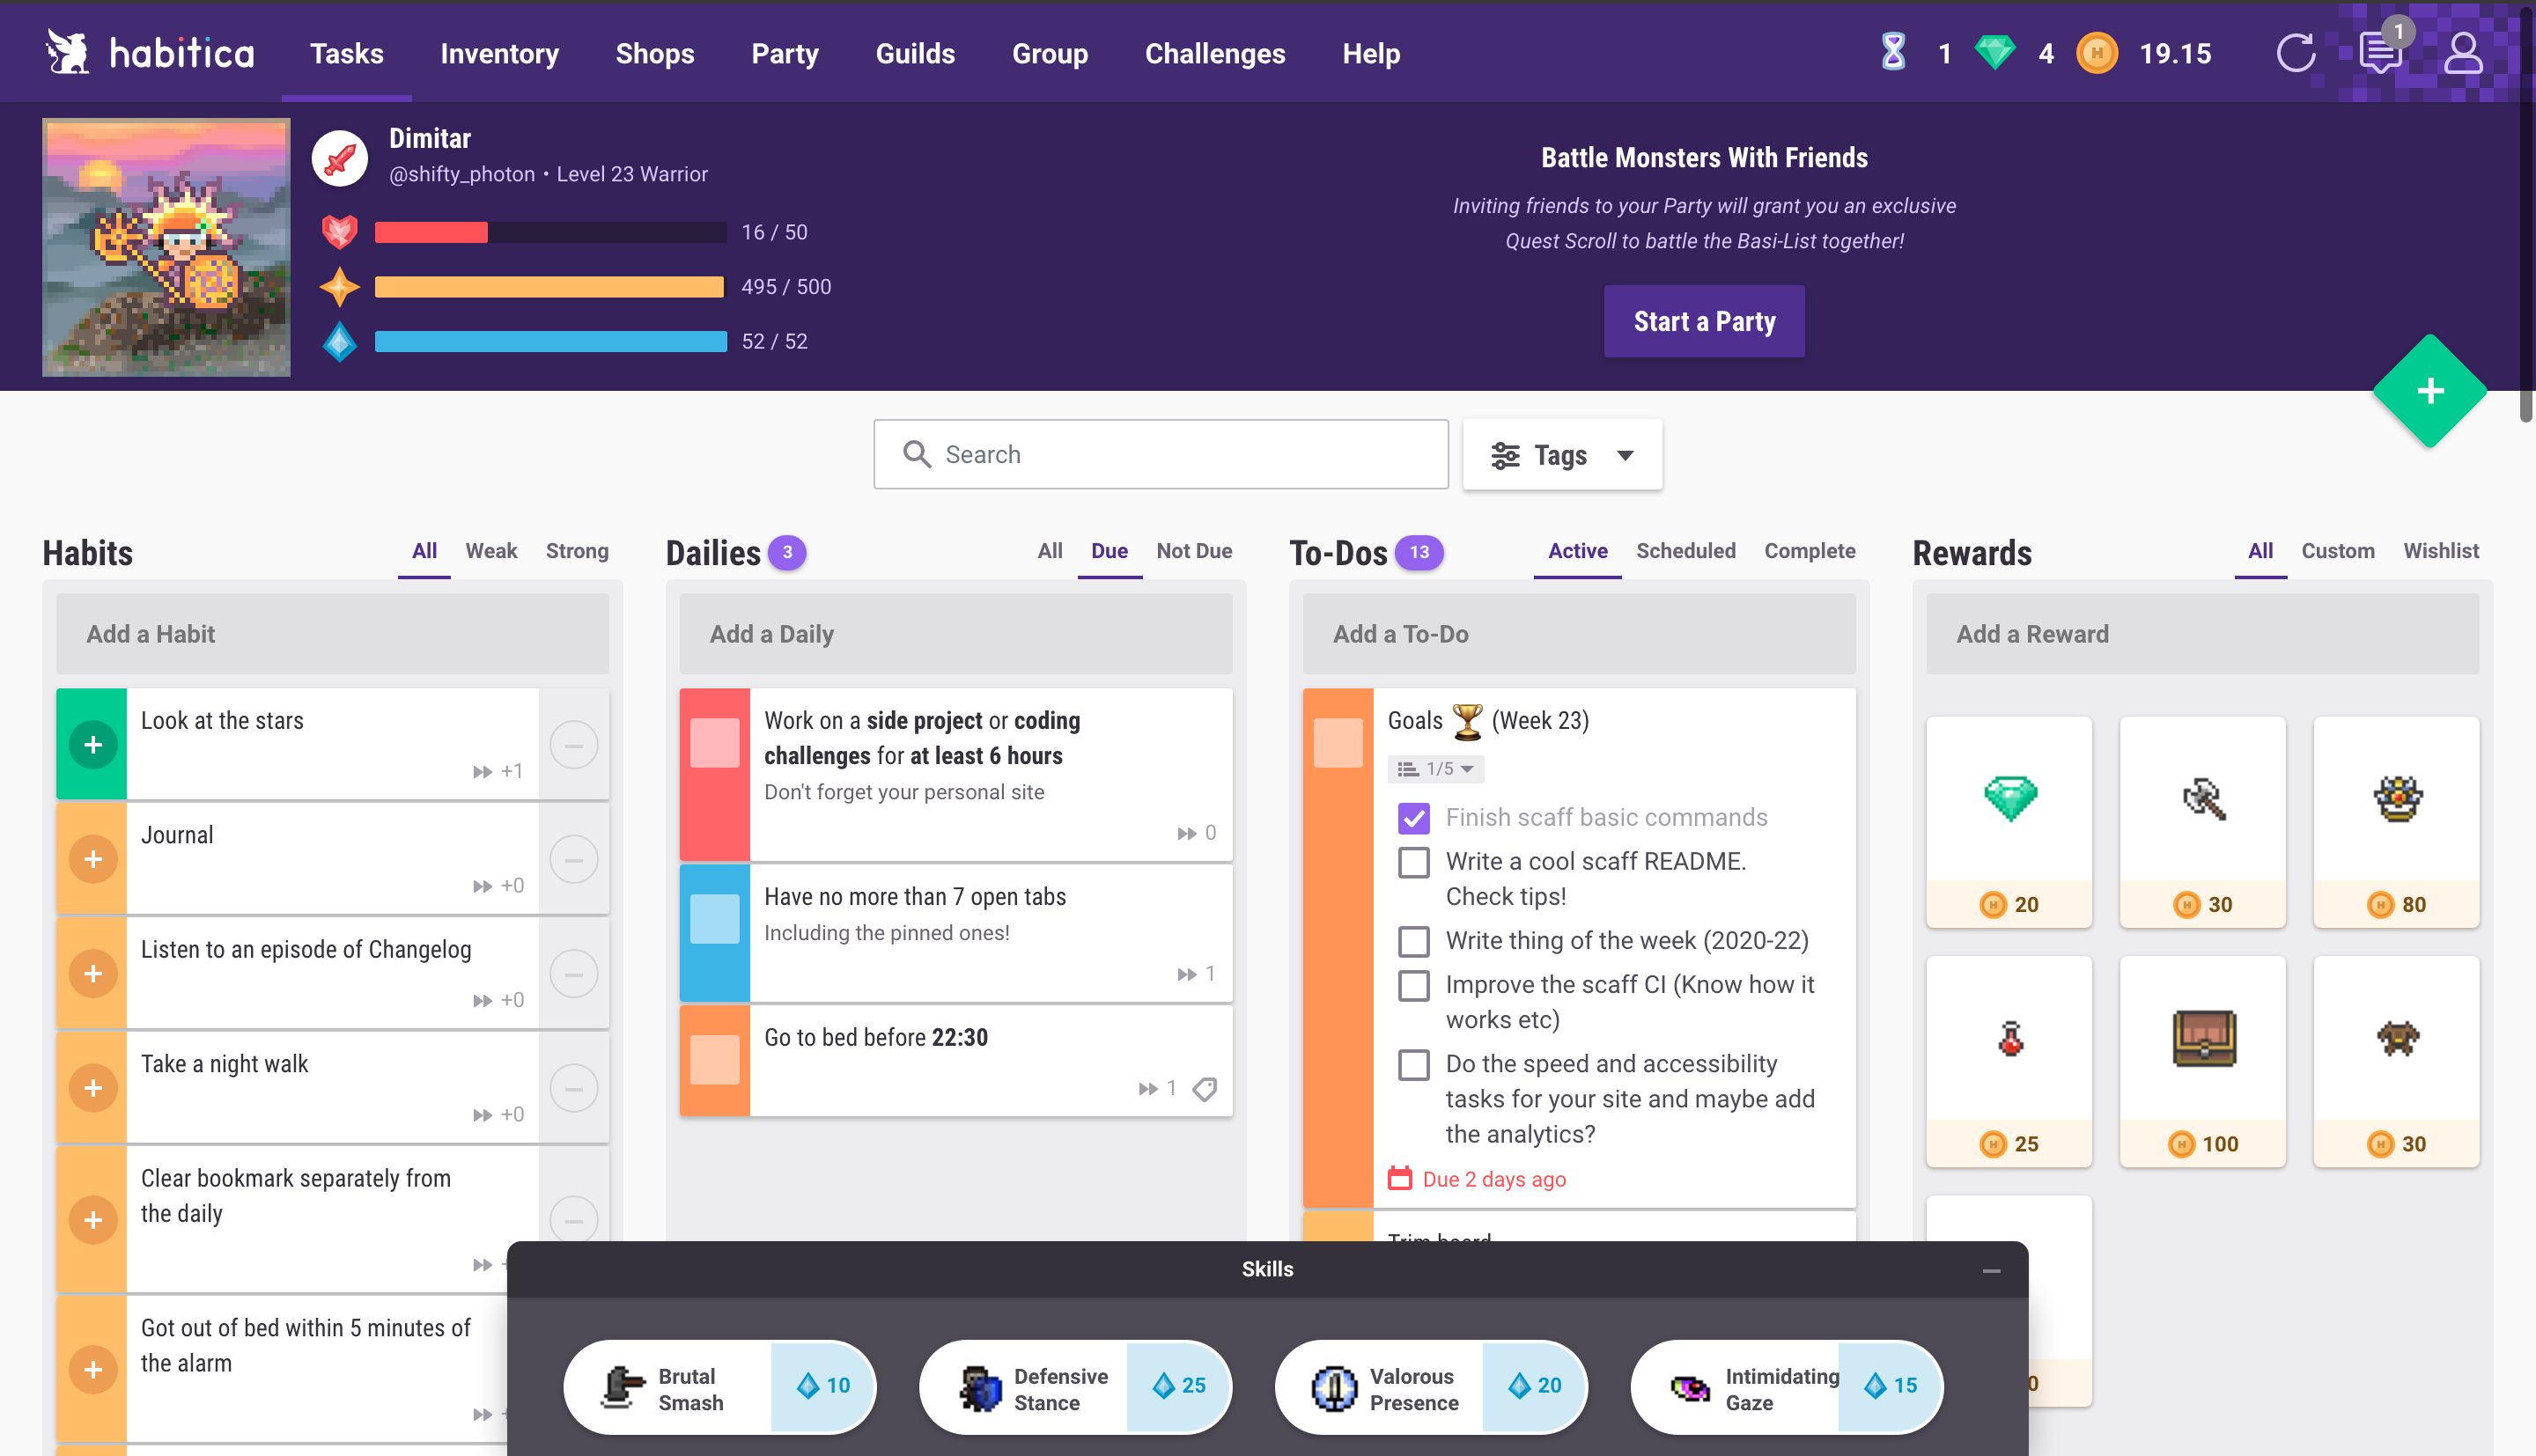 habitica Tasks Inventory Shops Party Guilds Group Challenges Help 1 4 19.15 1
Dimitar
@shifty_photon • Level 23 Warrior
16 / 50
495 / 500
52 / 52
Battle Monsters With Friends
Inviting friends to your Party will grant you an exclusive
Quest Scroll to battle the Basi-List together!
Start a Party
Search
Tags
Habits All Weak Strong
Add a Habit
Look at the stars
+1
Journal
+0
Listen to an episode of Changelog
+0
Take a night walk
+0
Clear bookmark separately from
the daily
Got out of bed within 5 minutes of
the alarm
Dailies 3 All Due Not Due
Add a Daily
Work on a side project or coding
challenges for at least 6 hours
Don't forget your personal site
0
Have no more than 7 open tabs
Including the pinned ones!
1
Go to bed before 22:30
1
To-Dos 13 Active Scheduled Complete
Add a To-Do
Goals (Week 23)
1/5
Finish scaff basic commands
Write a cool scaff README.
Check tips!
Write thing of the week (2020-22)
Improve the scaff CI (Know how it
works etc)
Do the speed and accessibility
tasks for your site and maybe add
the analytics?
Due 2 days ago
Rewards All Custom Wishlist
Add a Reward
20 30 80
25 100 30
Skills
Brutal
Smash
10
Defensive
Stance
25
Valorous
Presence
20
Intimidating
Gaze
15